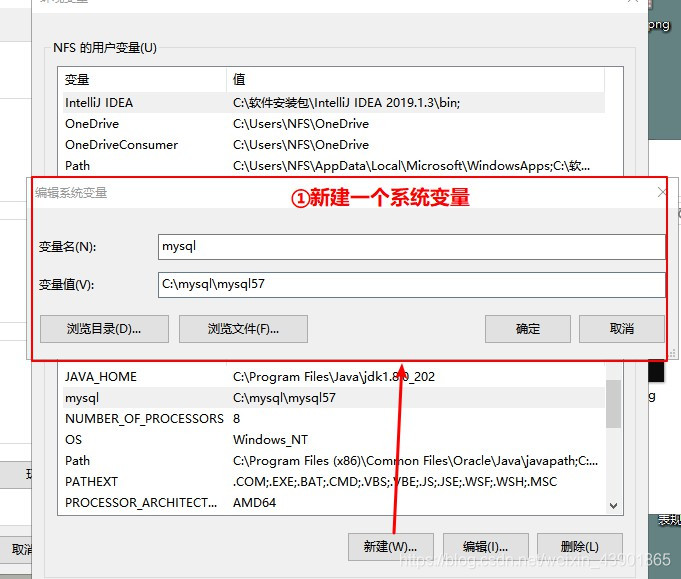 环境变量
png
NFS 的用户变量(U)
变量 值
IntelliJ IDEA C:\软件安装包\IntelliJ IDEA 2019.1.3\bin;
OneDrive C:\Users\NFS\OneDrive
OneDriveConsumer C:\Users\NFS\OneDrive
Path C:\Users\NFS\AppData\Local\Microsoft\WindowsApps;C:\软...
编辑系统变量
①新建一个系统变量
变量名(N): mysql
变量值(V): C:\mysql\mysql57
浏览目录(D)... 浏览文件(F)... 确定 取消
JAVA_HOME C:\Program Files\Java\jdk1.8.0_202
mysql C:\mysql\mysql57
NUMBER_OF_PROCESSORS 8
OS Windows_NT
Path C:\Program Files (x86)\Common Files\Oracle\Java\javapath;C:...
PATHEXT .COM;.EXE;.BAT;.CMD;.VBS;.VBE;.JS;.JSE;.WSF;.WSH;.MSC
PROCESSOR_ARCHITECT... AMD64
取消
新建(W)... 编辑(I)... 删除(L)
https://blog.csdn.net/weixin_43901865